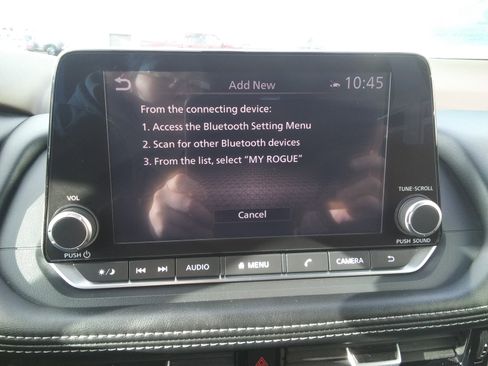 Add New
10:45
From the connecting device:
1. Access the Bluetooth Setting Menu
2. Scan for other Bluetooth devices
3. From the list, select "MY ROGUE"
Cancel
VOL
TUNE·SCROLL
PUSH
PUSH SOUND
AUDIO
MENU
CAMERA